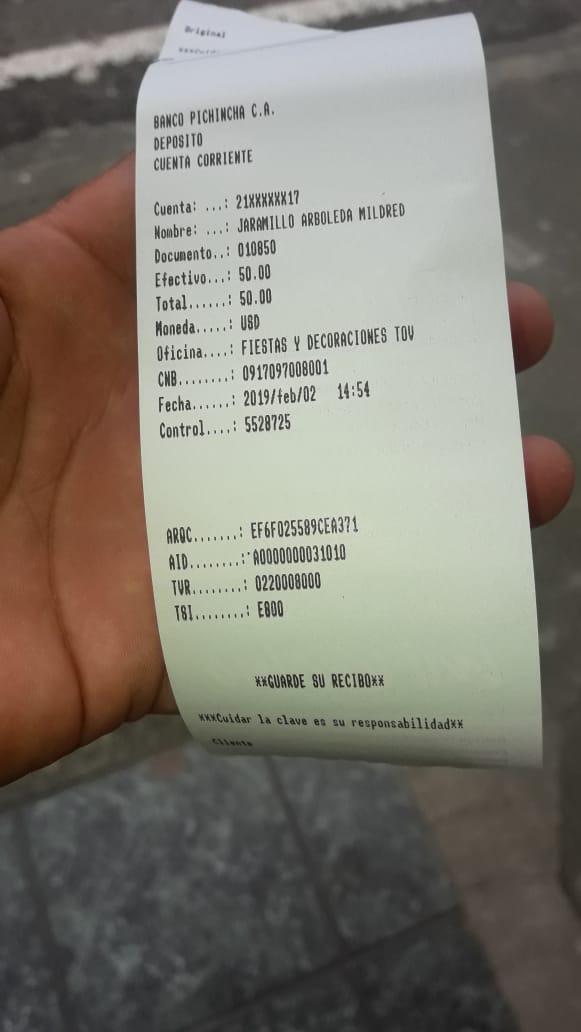 Original
BANCO PICHINCHA C.A.
DEPOSITO
CUENTA CORRIENTE
Cuenta: ...: 21XXXXXX17
Nombre: ...: JARAMILLO ARBOLEDA MILDRED
Documento..: 010850
Efectivo...: 50.00
Total......: 50.00
Moneda.....: USD
Oficina....: FIESTAS Y DECORACIONES TOV
CNB........: 0917097008001
Fecha......: 2019/feb/02 14:54
Control....: 5528725
ARQC.......: EF6F025589CEA371
AID........: A0000000031010
TVR........: 0220008000
TSI........: E800
**GUARDE SU RECIBO**
***Cuidar la clave es su responsabilidad**
Cliente